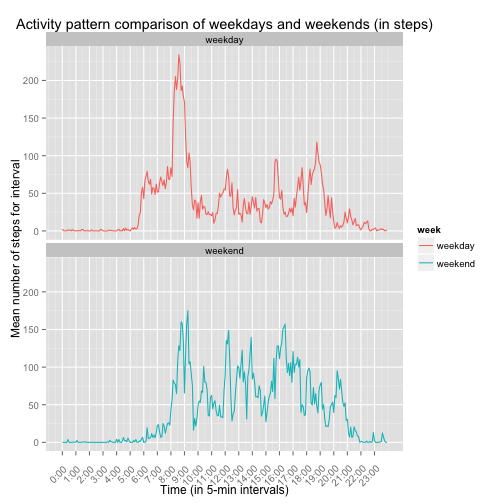 Activity pattern comparison of weekdays and weekends (in steps)
weekday
200
150
100
50
0
weekend
200
150
100
50
0
Mean number of steps for interval
week
weekday
weekend
0:00 1:00 2:00 3:00 4:00 5:00 6:00 7:00 8:00 9:00 10:00 11:00 12:00 13:00 14:00 15:00 16:00 17:00 18:00 19:00 20:00 21:00 22:00 23:00
Time (in 5-min intervals)